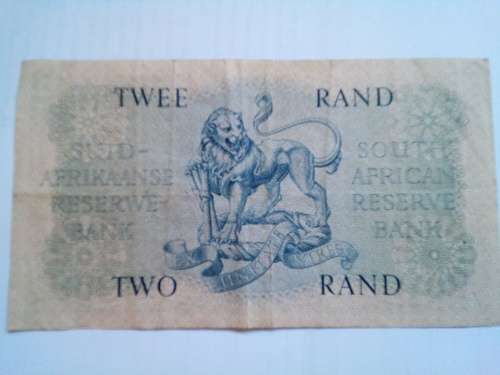 TWEE RAND
SUID-
AFRIKAANSE
RESERWE-
BANK
SOUTH
AFRICAN
RESERVE
BANK
TWO RAND